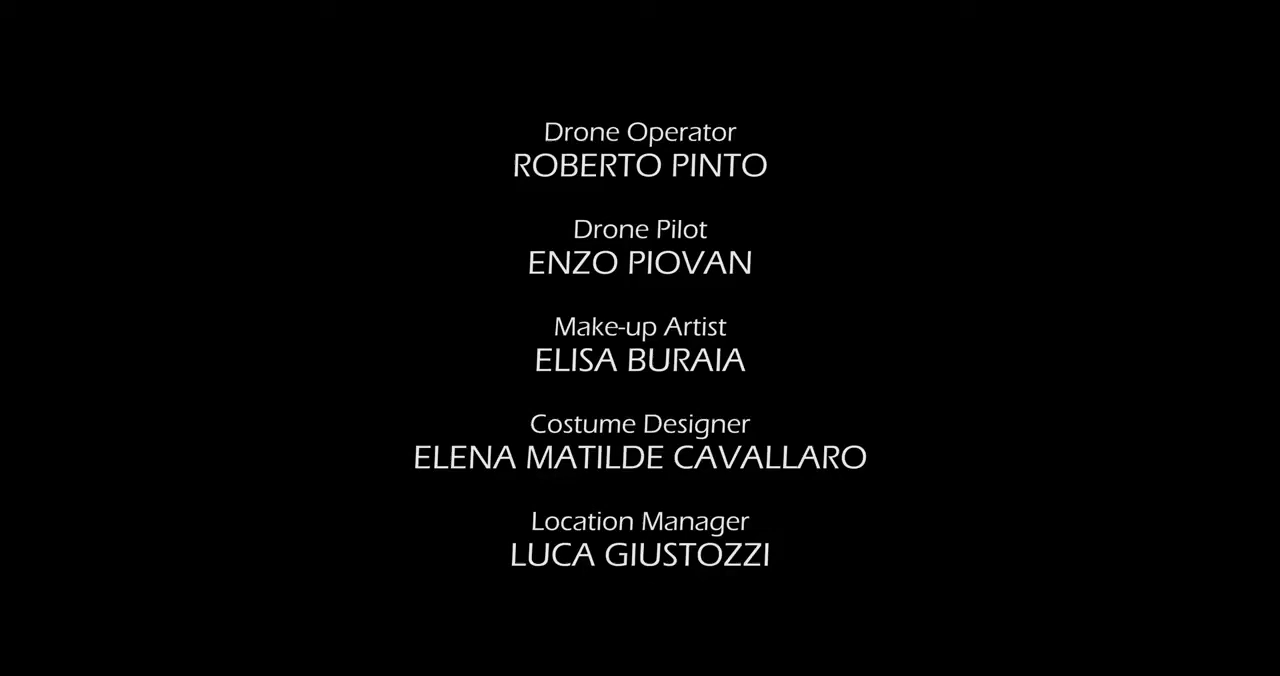 Drone Operator
ROBERTO PINTO
Drone Pilot
ENZO PIOVAN
Make-up Artist
ELISA BURAIA
Costume Designer
ELENA MATILDE CAVALLARO
Location Manager
LUCA GIUSTOZZI